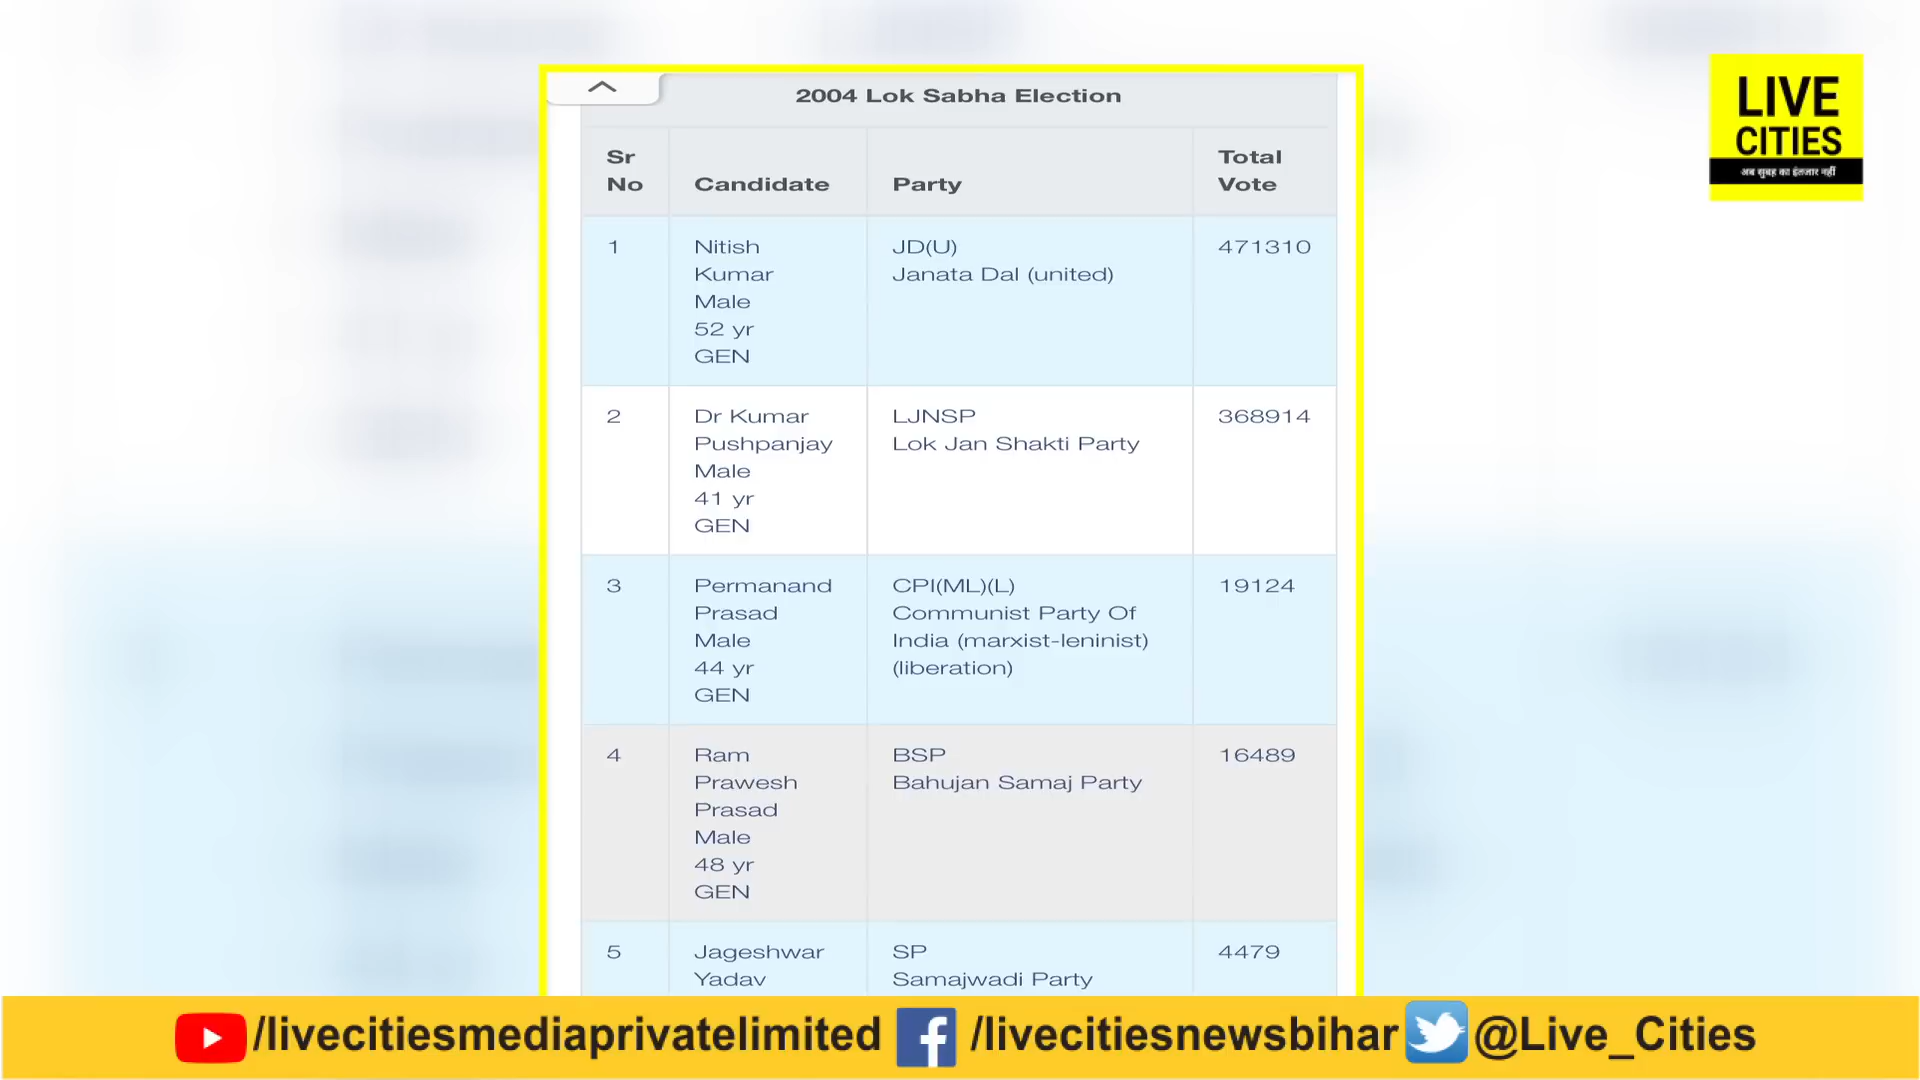 2004 Lok Sabha Election
Sr No
Candidate
Party
Total Vote
1
Nitish
Kumar
Male
52 yr
GEN
JD(U)
Janata Dal (united)
471310
2
Dr Kumar
Pushpanjay
Male
41 yr
GEN
LJNSP
Lok Jan Shakti Party
368914
3
Permanand
Prasad
Male
44 yr
GEN
CPI(ML)(L)
Communist Party Of
India (marxist-leninist)
(liberation)
19124
4
Ram
Prawesh
Prasad
Male
48 yr
GEN
BSP
Bahujan Samaj Party
16489
5
Jageshwar
Yadav
SP
Samajwadi Party
4479
LIVE
CITIES
अब सुबह का इंतजार नहीं
/livecitiesmediaprivatelimited
/livecitiesnewsbihar
@Live_Cities